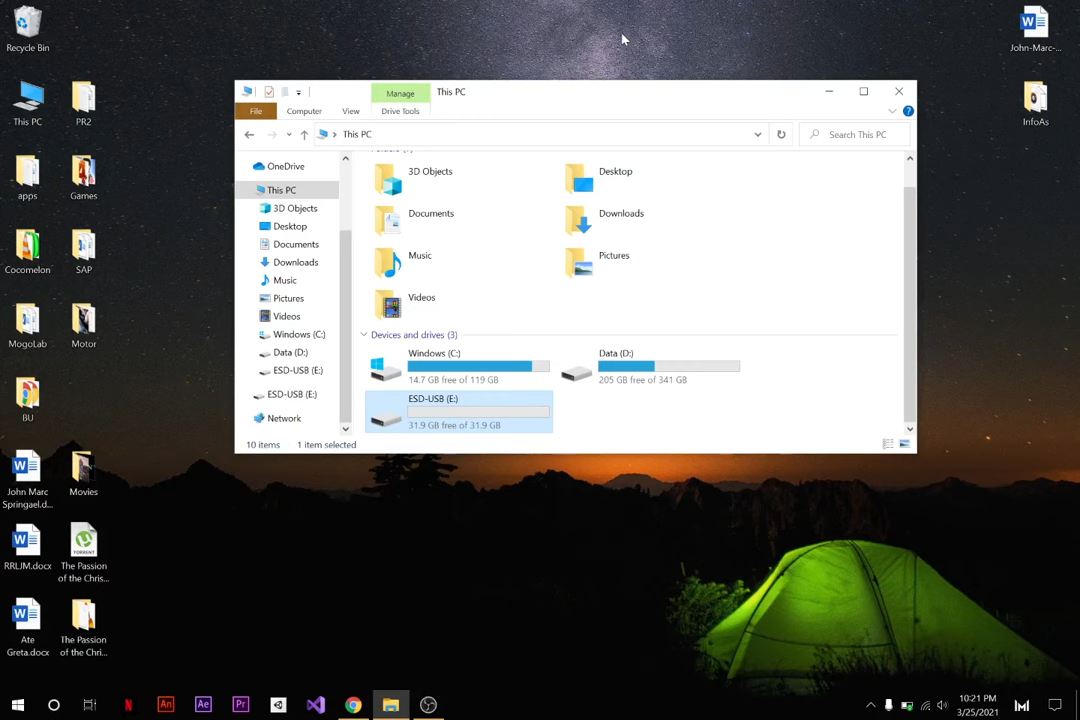 Recycle Bin
This PC
PR2
apps
Games
Cocomelon
SAP
MogoLab
Motor
BU
John Marc
Springael.d...
Movies
RRLJM.docx
TORRENT
The Passion
of the Chris...
Ate
Greta.docx
The Passion
of the Chri...
John-Marc-...
InfoAs
Manage
This PC
File
Computer
View
Drive Tools
This PC
Search This PC
OneDrive
This PC
3D Objects
Desktop
Documents
Downloads
Music
Pictures
Videos
Windows (C:)
Data (D:)
ESD-USB (E:)
ESD-USB (E:)
Network
3D Objects
Desktop
Documents
Downloads
Music
Pictures
Videos
Devices and drives (3)
Windows (C:)
14.7 GB free of 119 GB
Data (D:)
205 GB free of 341 GB
ESD-USB (E:)
31.9 GB free of 31.9 GB
10 items
1 item selected
N
An
Ae
Pr
10:21 PM
3/25/2021